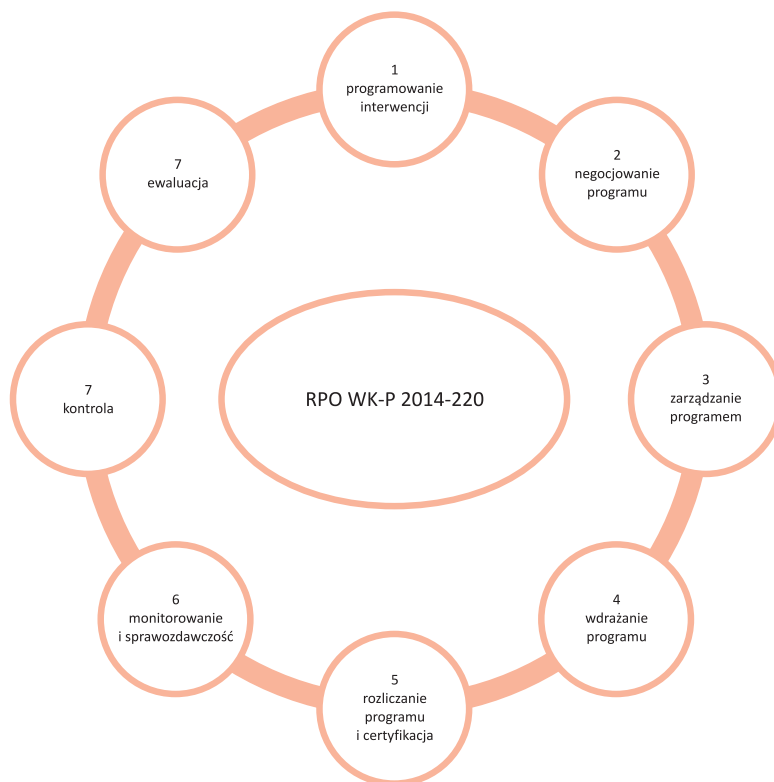 1
programowanie
interwencji
2
negocjowanie
programu
3
zarządzanie
programem
4
wdrażanie
programu
5
rozliczanie
programu
i certyfikacja
6
monitorowanie
i sprawozdawczość
7
kontrola
7
ewaluacja
RPO WK-P 2014-220